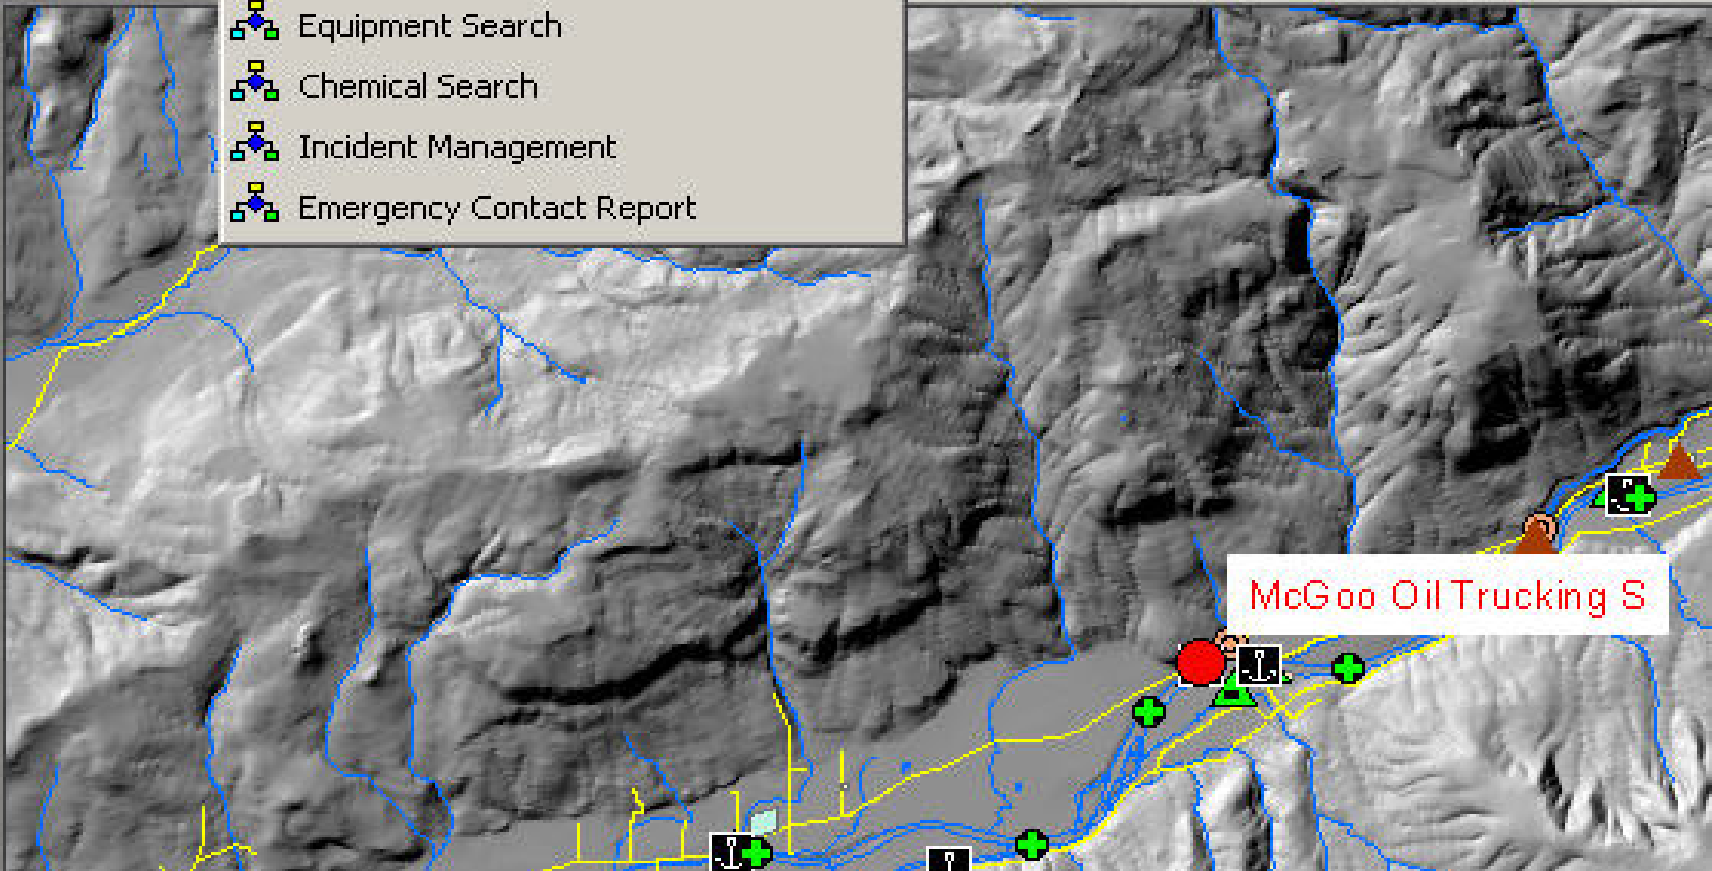 Equipment Search
Chemical Search
Incident Management
Emergency Contact Report
McGoo Oil Trucking S